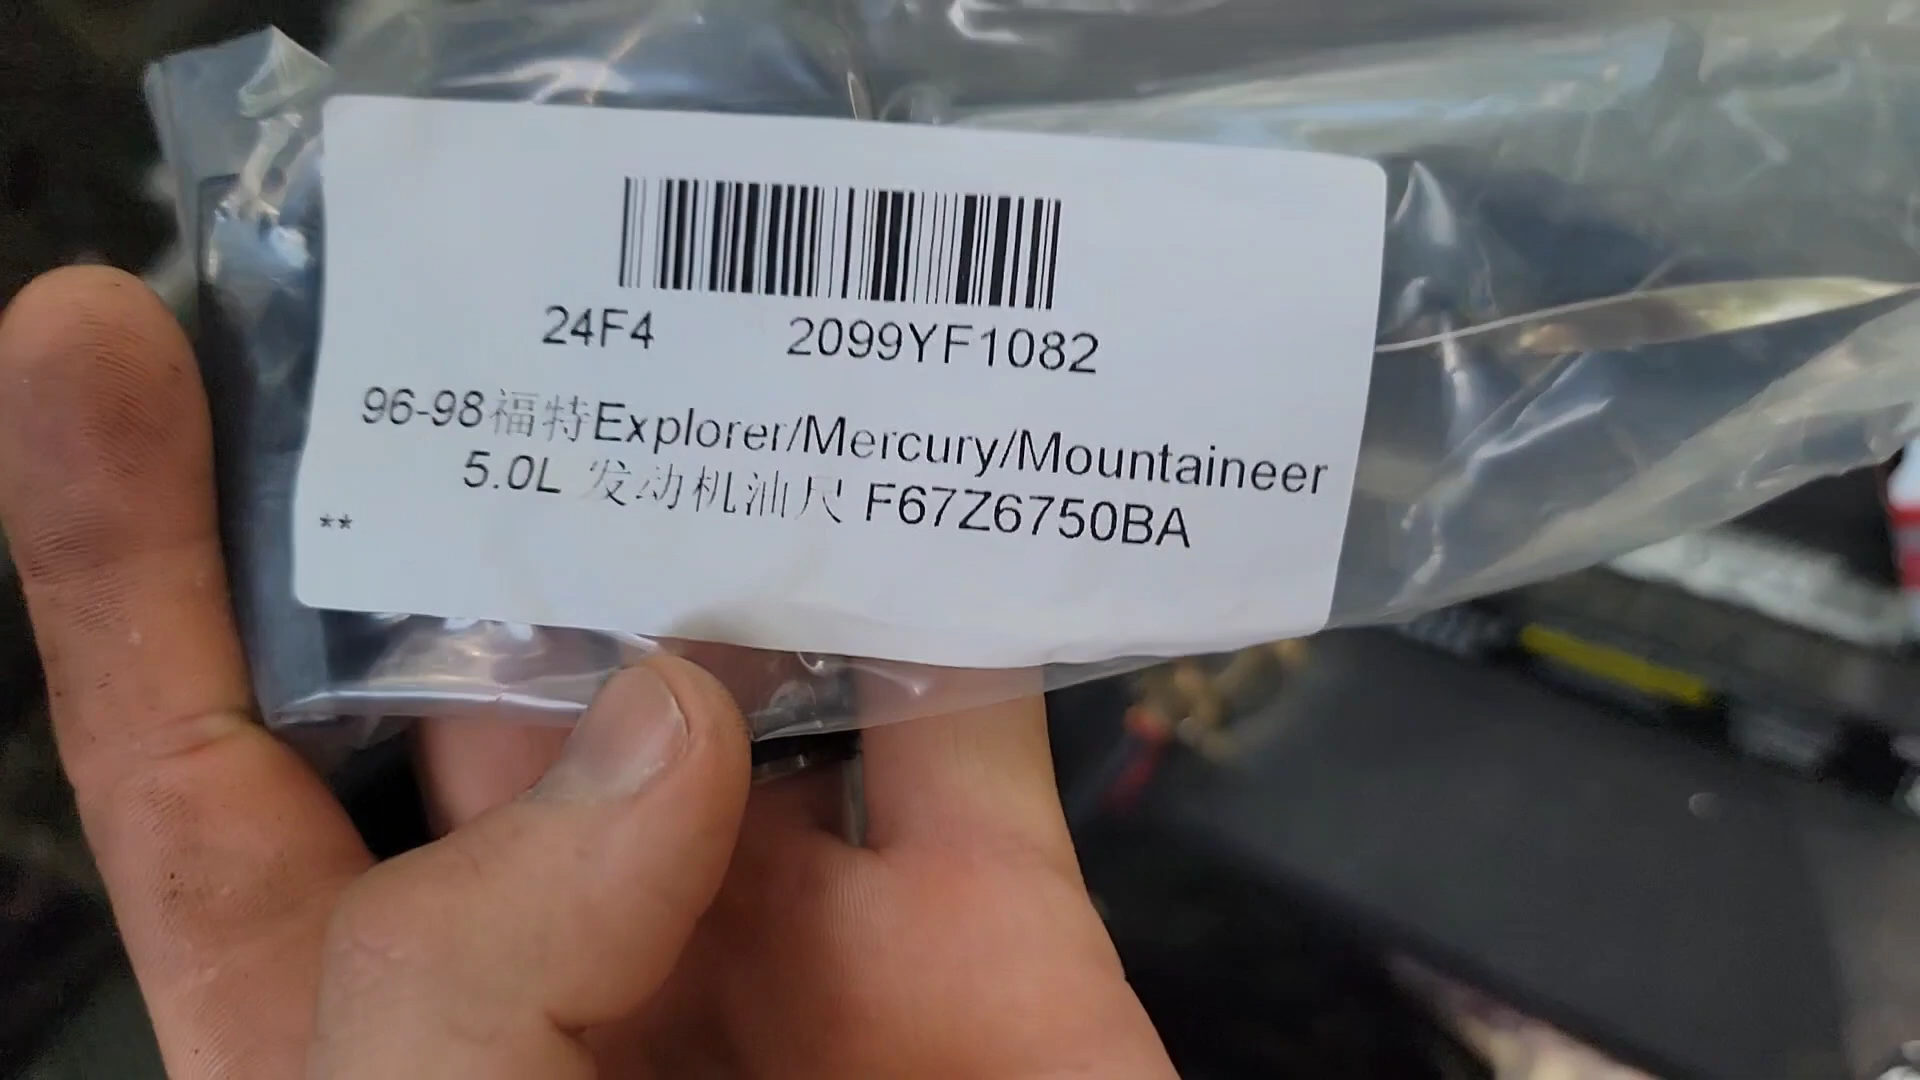 24F4 2099YF1082
96-98福特Explorer/Mercury/Mountaineer
5.0L 发动机油尺 F67Z6750BA
**